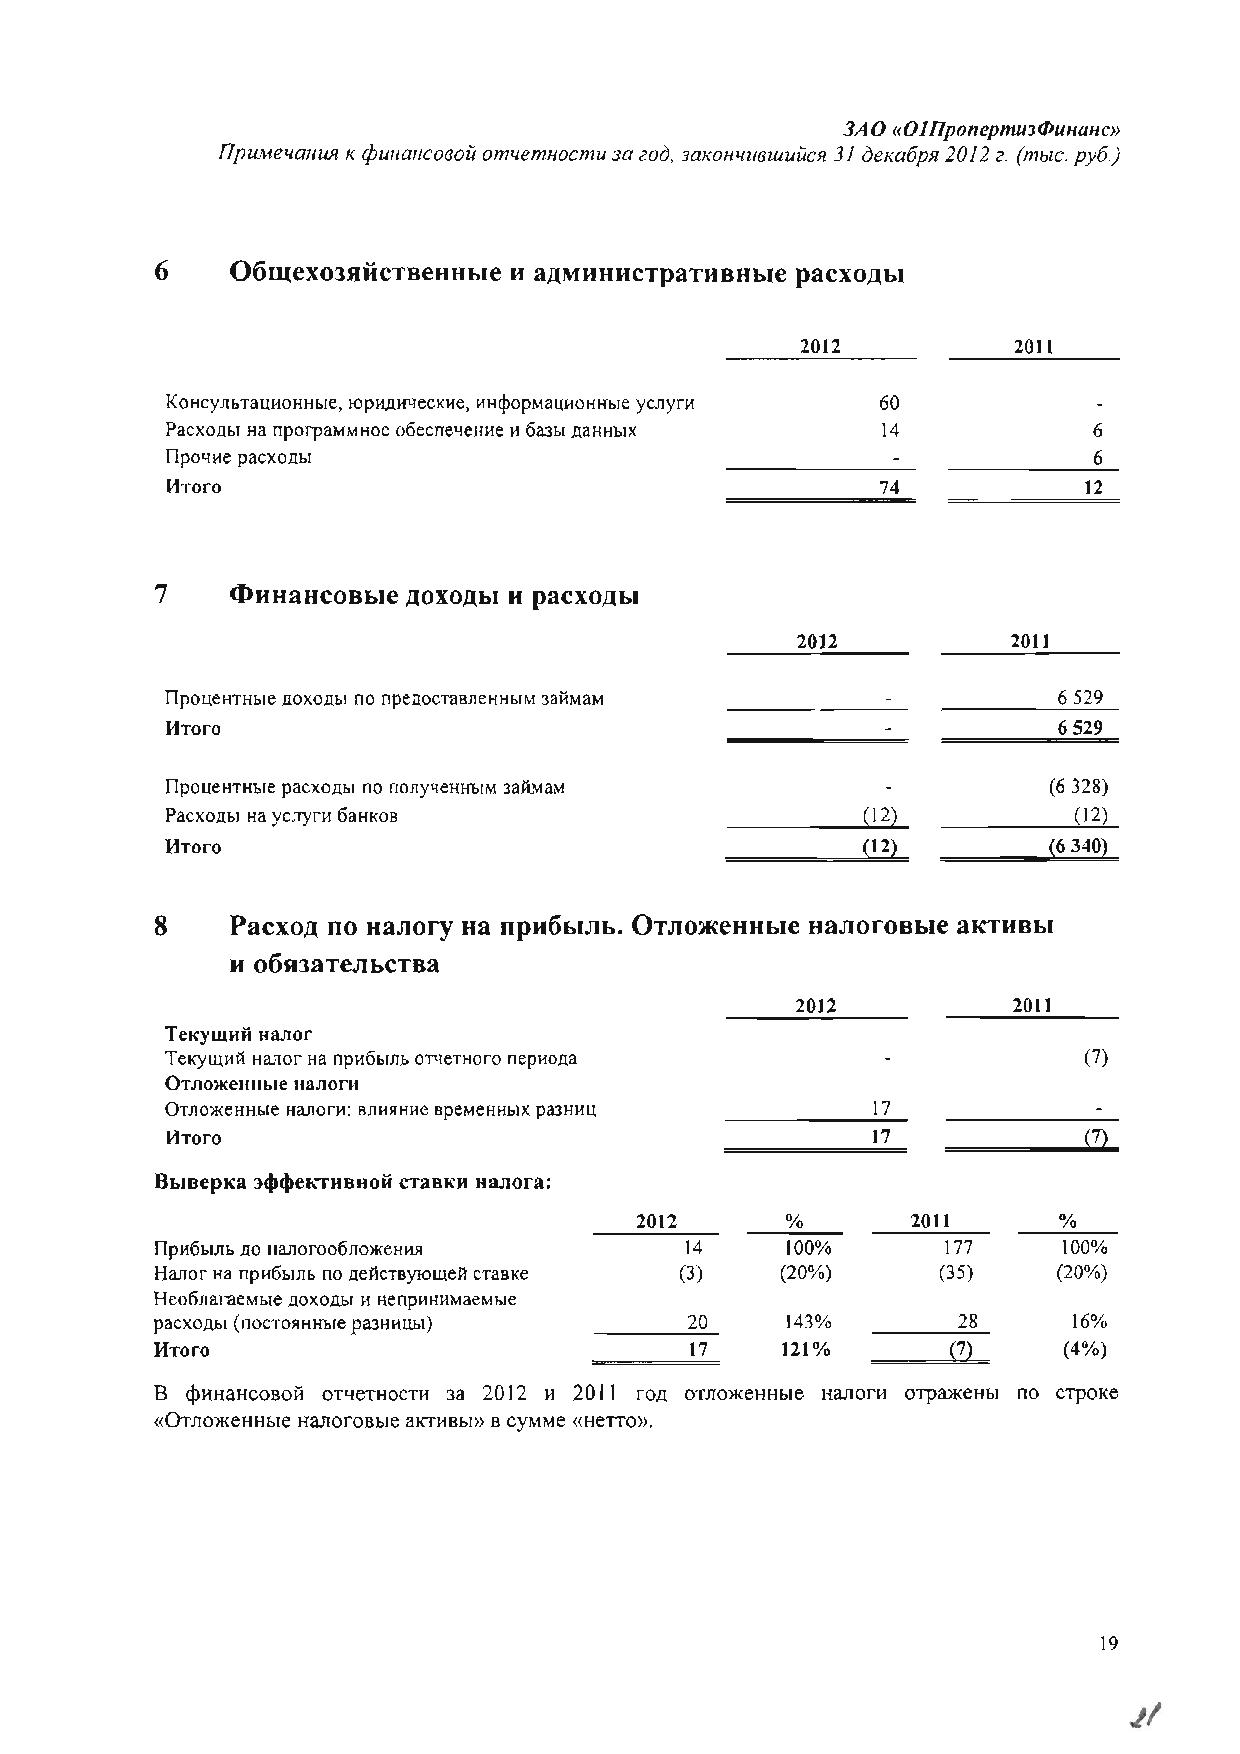 ЗАО «О1ПропертизФинанс»
Примечания к финансовой отчетности за год, закончившийся 31 декабря 2012 г. (тыс. руб.)
6 Общехозяйственные и административные расходы
2012 2011
Консультационные, юридические, информационные услуги 60 -
Расходы на программное обеспечение и базы данных 14 6
Прочие расходы - 6
Итого 74 12
7 Финансовые доходы и расходы
2012 2011
Процентные доходы по предоставленным займам - 6 529
Итого - 6 529
Процентные расходы по полученным займам - (6 328)
Расходы на услуги банков (12) (12)
Итого (12) (6 340)
8 Расход по налогу на прибыль. Отложенные налоговые активы
и обязательства
2012 2011
Текущий налог
Текущий налог на прибыль отчетного периода - (7)
Отложенные налоги
Отложенные налоги: влияние временных разниц 17 -
Итого 17 (7)
Выверка эффективной ставки налога:
2012 % 2011 %
Прибыль до налогообложения 14 100% 177 100%
Налог на прибыль по действующей ставке (3) (20%) (35) (20%)
Необлагаемые доходы и непринимаемые
расходы (постоянные разницы) 20 143% 28 16%
Итого 17 121% (7) (4%)
В финансовой отчетности за 2012 и 2011 год отложенные налоги отражены по строке
«Отложенные налоговые активы» в сумме «нетто».
19
21